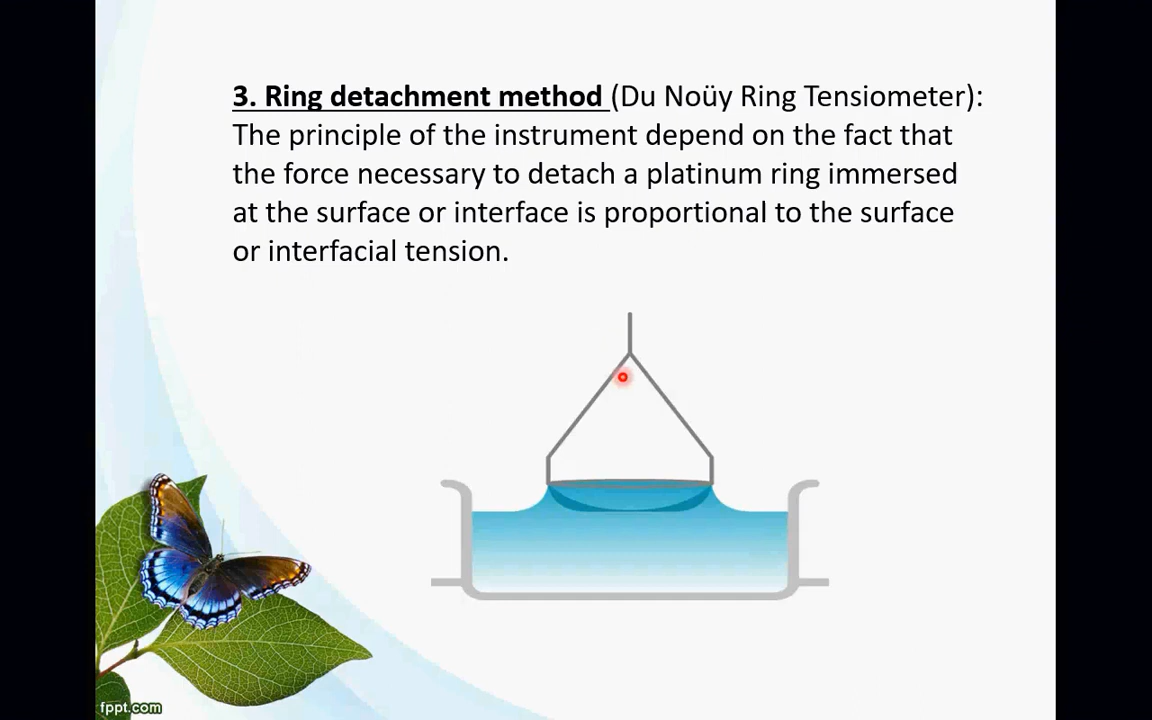 3. Ring detachment method (Du Noüy Ring Tensiometer):
The principle of the instrument depend on the fact that
the force necessary to detach a platinum ring immersed
at the surface or interface is proportional to the surface
or interfacial tension.
fppt.com